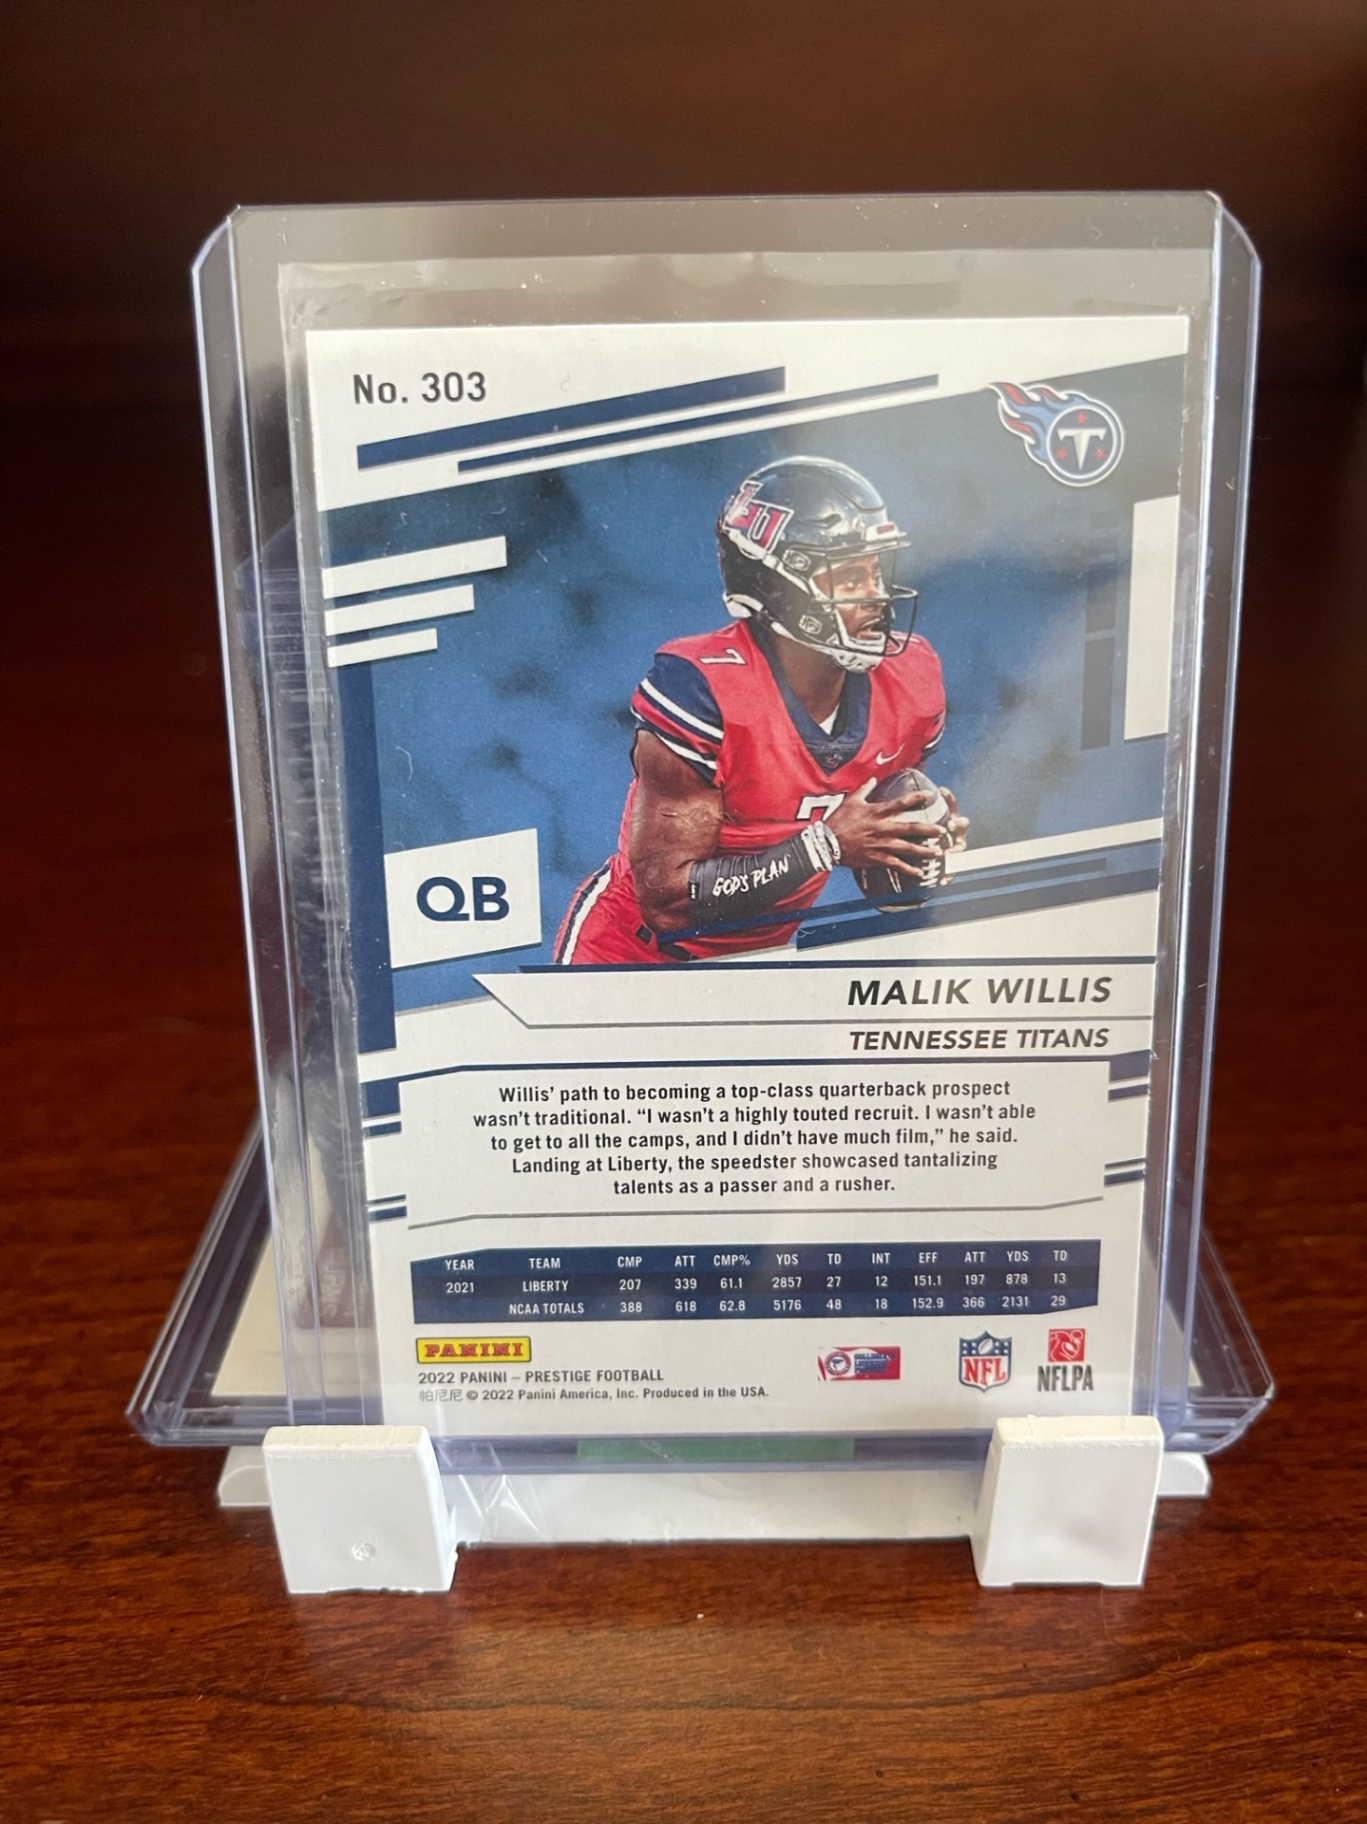 No. 303
T
LU
7
7
GOD'S PLAN
QB
MALIK WILLIS
TENNESSEE TITANS
Willis' path to becoming a top-class quarterback prospect
wasn't traditional. “I wasn't a highly touted recruit. I wasn't able
to get to all the camps, and I didn't have much film,” he said.
Landing at Liberty, the speedster showcased tantalizing
talents as a passer and a rusher.
YEAR TEAM CMP ATT CMP% YDS TD INT EFF ATT YDS TD
2021 LIBERTY 207 339 61.1 2857 27 12 151.1 197 878 13
NCAA TOTALS 388 618 62.8 5176 48 18 152.9 366 2131 29
PANINI
2022 PANINI – PRESTIGE FOOTBALL
帕尼尼 © 2022 Panini America, Inc. Produced in the USA.
NFL
NFLPA